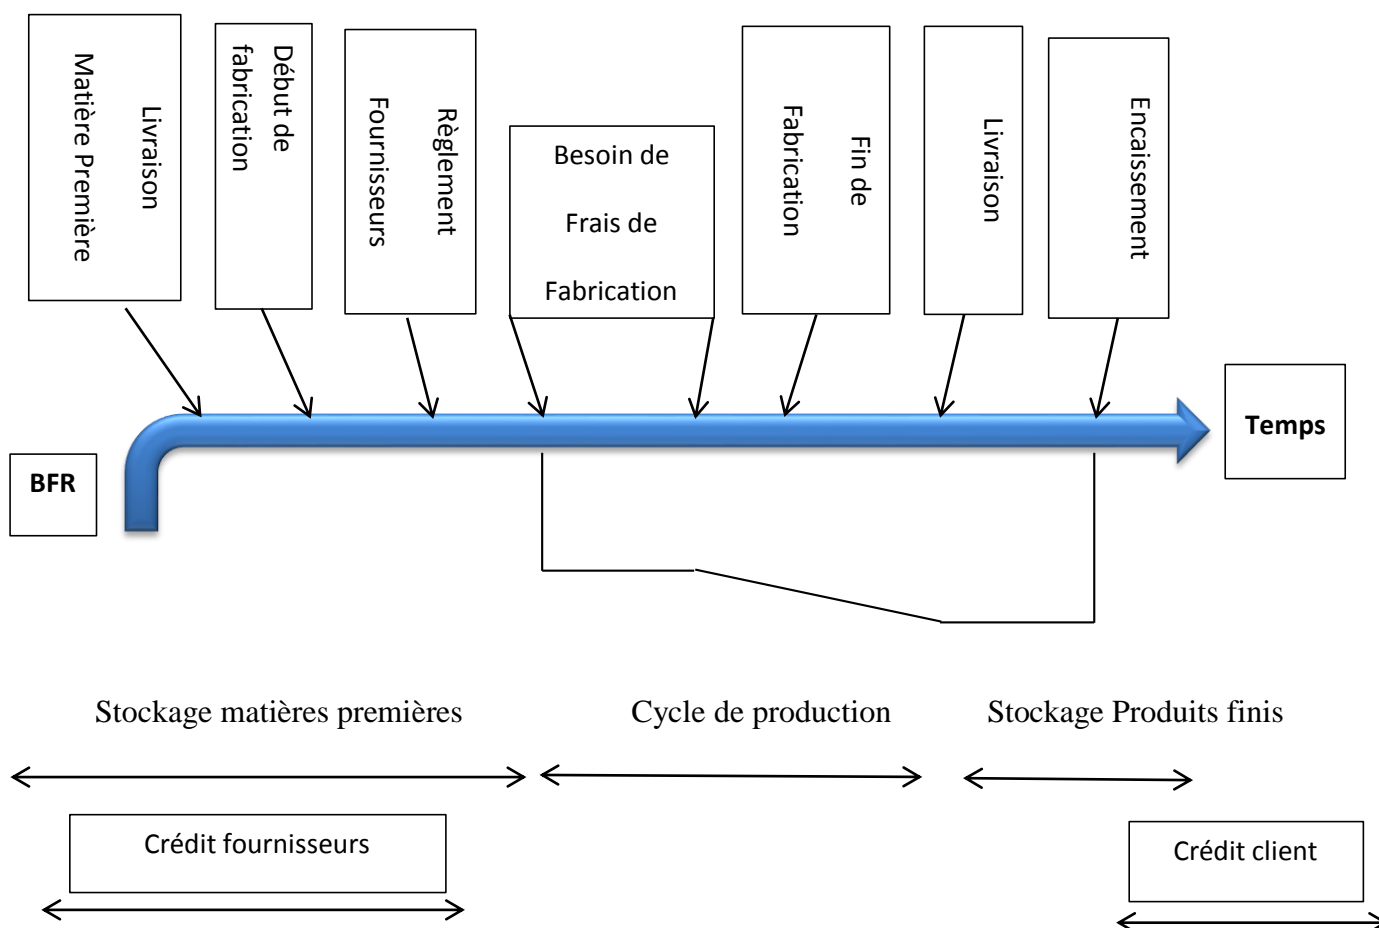 Livraison
Matière Première
Début de
fabrication
Règlement
Fournisseurs
Besoin de
Frais de
Fabrication
Fin de
Fabrication
Livraison
Encaissement
Temps
BFR
Stockage matières premières
Cycle de production
Stockage Produits finis
Crédit fournisseurs
Crédit client